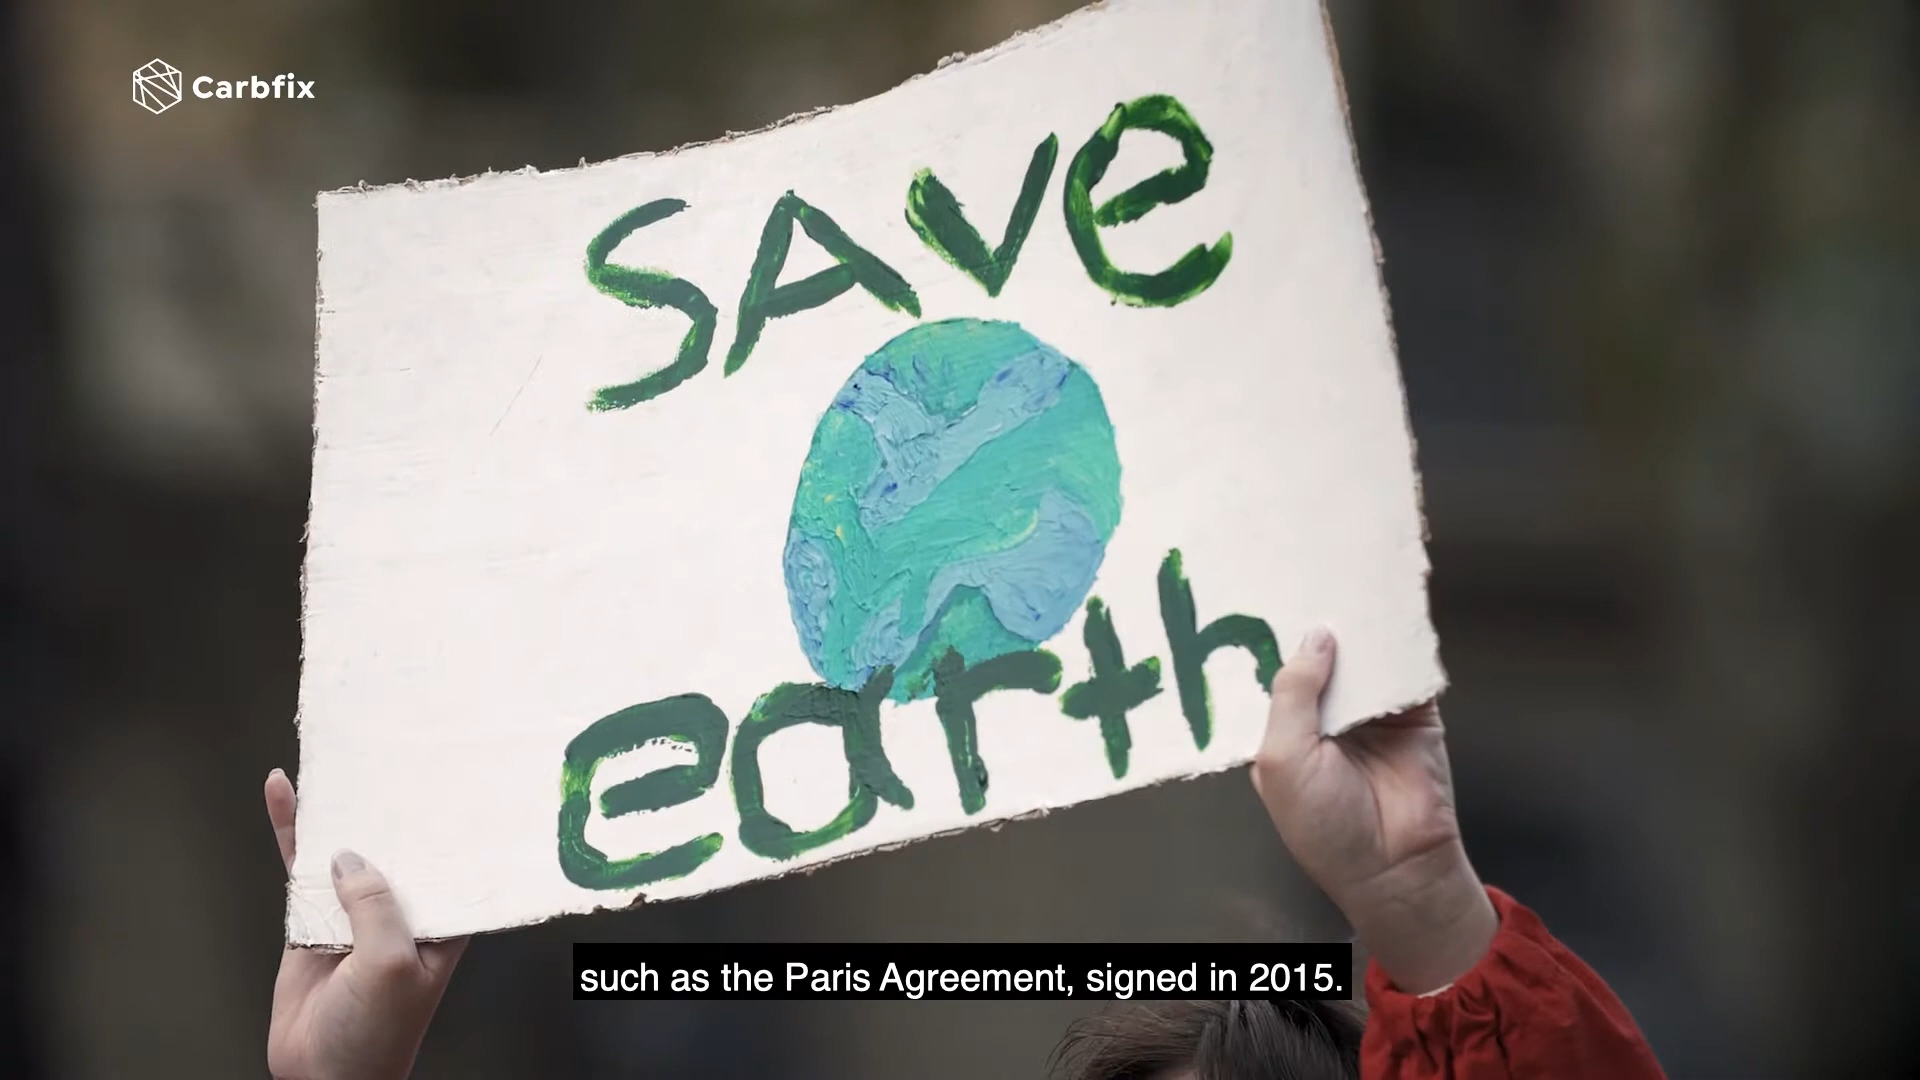 Carbfix
SAVe
earth
such as the Paris Agreement, signed in 2015.